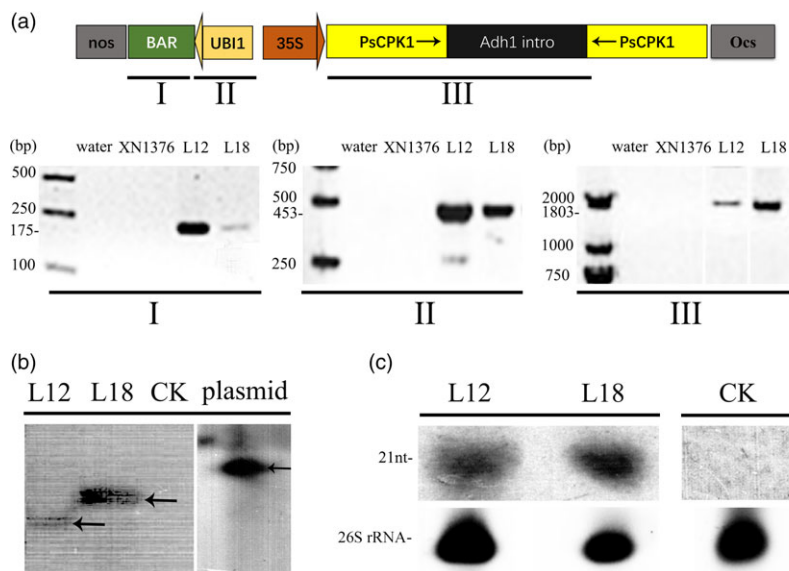 (a)
nos BAR UBI1 35S PsCPK1 Adh1 intro PsCPK1 Ocs
I II III
(bp) water XN1376 L12 L18
500
250
175-
100
I
(bp) water XN1376 L12 L18
750
500
453-
250
II
(bp) water XN1376 L12 L18
2000
1803-
1000
750
III
(b)
L12 L18 CK plasmid
(c)
L12 L18 CK
21nt-
26S rRNA-